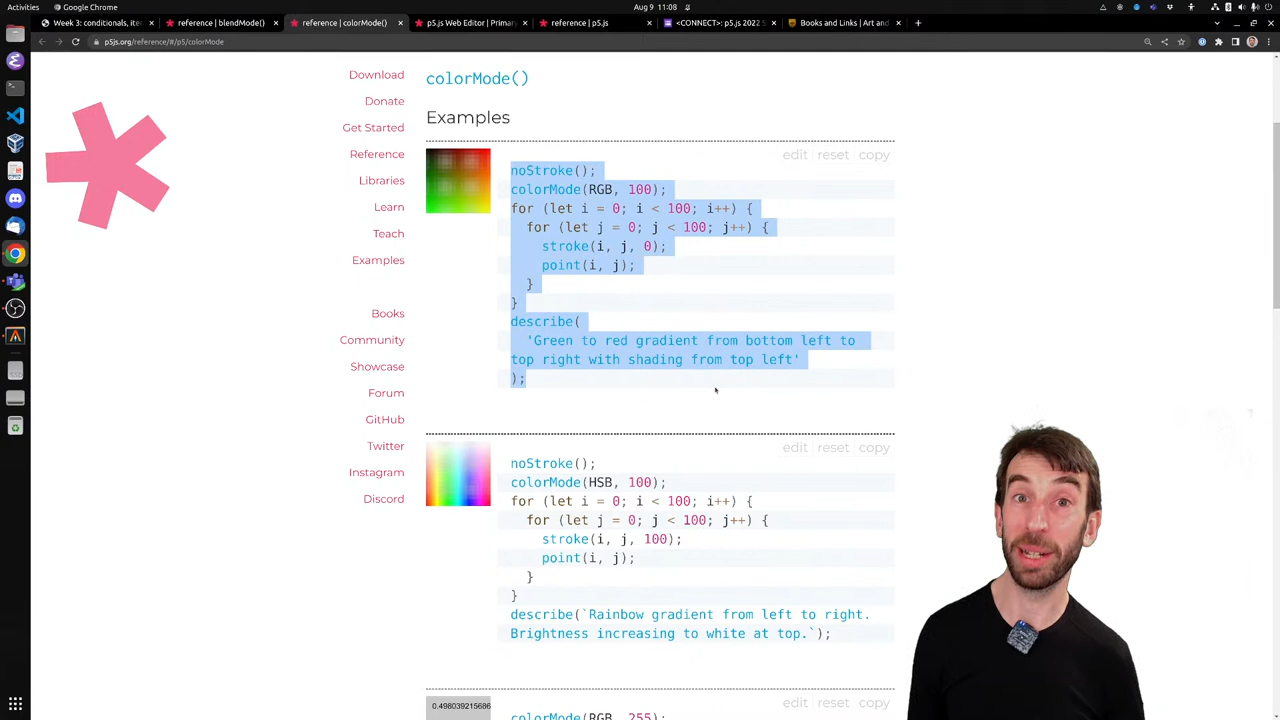 Activities
Google Chrome
Aug 9 11:08
Week 3: conditionals, iter
reference | blendMode()
reference | colorMode()
p5.js Web Editor | Primary
reference | p5.js
<CONNECT>: p5.js 2022 S
Books and Links | Art and
p5js.org/reference/#/p5/colorMode
Download
Donate
Get Started
Reference
Libraries
Learn
Teach
Examples
Books
Community
Showcase
Forum
GitHub
Twitter
Instagram
Discord
colorMode()
Examples
edit reset copy
noStroke();
colorMode(RGB, 100);
for (let i = 0; i < 100; i++) {
for (let j = 0; j < 100; j++) {
stroke(i, j, 0);
point(i, j);
}
}
describe(
'Green to red gradient from bottom left to
top right with shading from top left'
);
edit reset copy
noStroke();
colorMode(HSB, 100);
for (let i = 0; i < 100; i++) {
for (let j = 0; j < 100; j++) {
stroke(i, j, 100);
point(i, j);
}
}
describe(`Rainbow gradient from left to right.
Brightness increasing to white at top.`);
edit reset copy
0.498039215686
colorMode(RGB, 255);